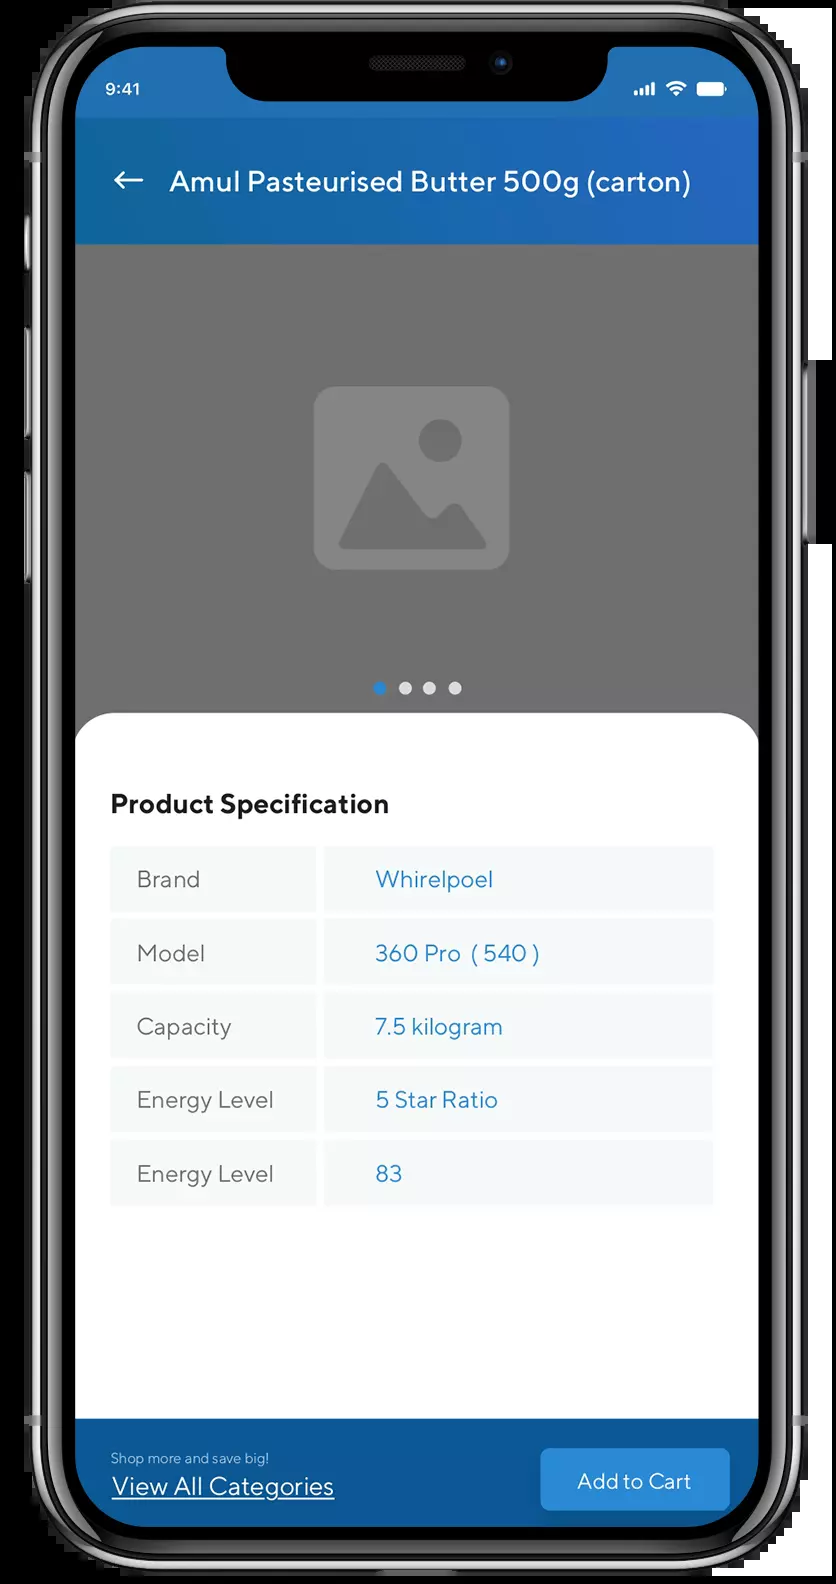 9:41
Amul Pasteurised Butter 500g (carton)
Product Specification
Brand Whirelpoel
Model 360 Pro ( 540 )
Capacity 7.5 kilogram
Energy Level 5 Star Ratio
Energy Level 83
Shop more and save big!
View All Categories
Add to Cart